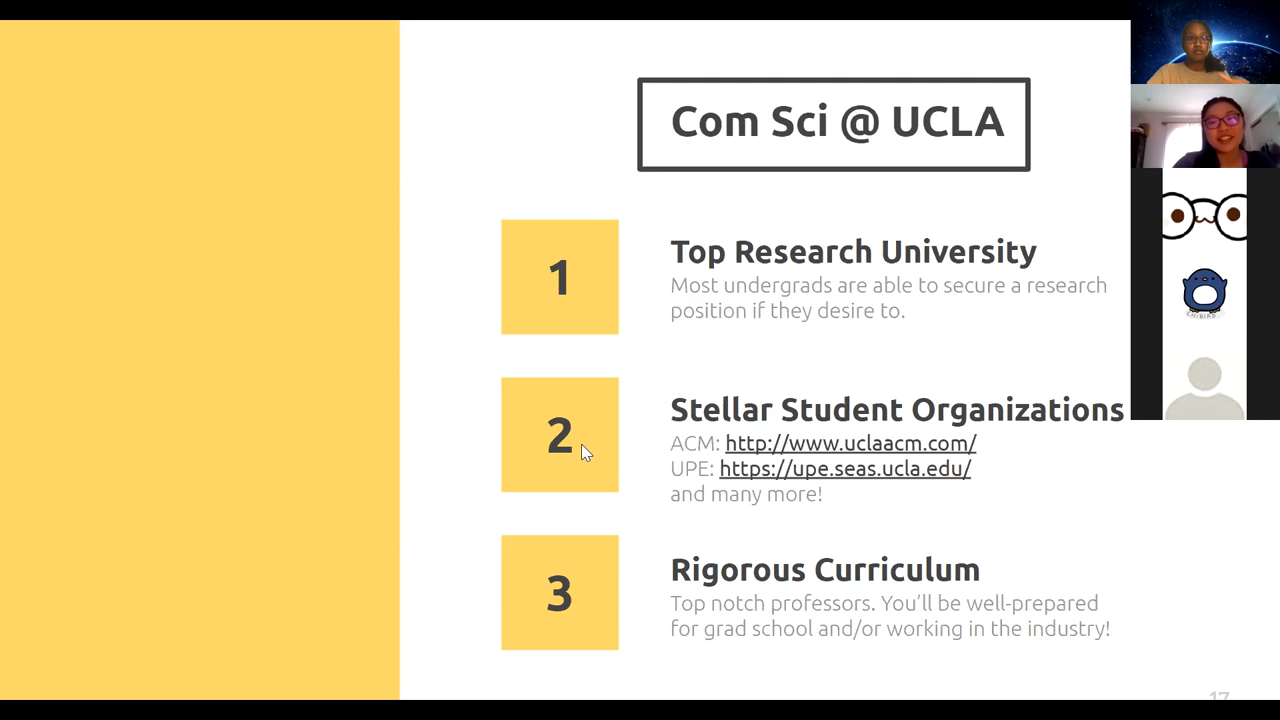 Com Sci @ UCLA
1
Top Research University
Most undergrads are able to secure a research
position if they desire to.
2
Stellar Student Organizations
ACM: http://www.uclaacm.com/
UPE: https://upe.seas.ucla.edu/
and many more!
3
Rigorous Curriculum
Top notch professors. You’ll be well-prepared
for grad school and/or working in the industry!
17